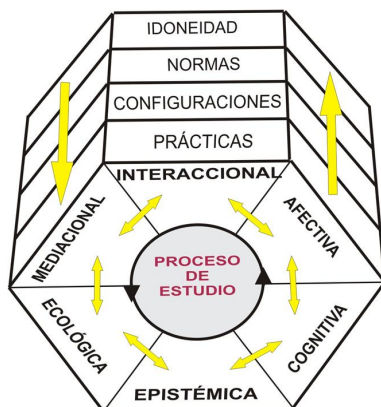 IDONEIDAD
NORMAS
CONFIGURACIONES
PRÁCTICAS
INTERACCIONAL
MEDIACIONAL
AFECTIVA
PROCESO
DE
ESTUDIO
ECOLÓGICA
COGNITIVA
EPISTÉMICA